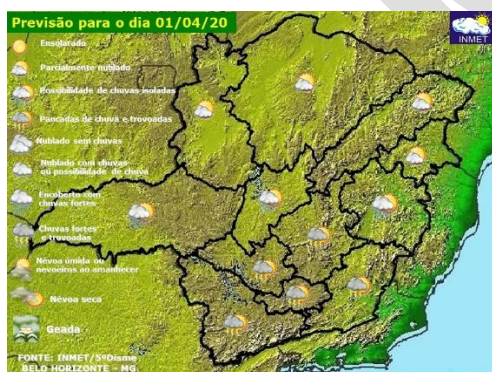 Previsão para o dia 01/04/20
INMET
Ensolarado
Parcialmente nublado
Possibilidade de chuvas isoladas
Pancadas de chuva e trovoadas
Nublado sem chuvas
Nublado com chuvas
ou possibilidade de chuva
Encoberto com
chuvas fortes
Chuvas fortes
e trovoadas
Névoa úmida ou
nevoeiros ao amanhecer
Névoa seca
Geada
FONTE: INMET/5ºDisme
BELO HORIZONTE - MG